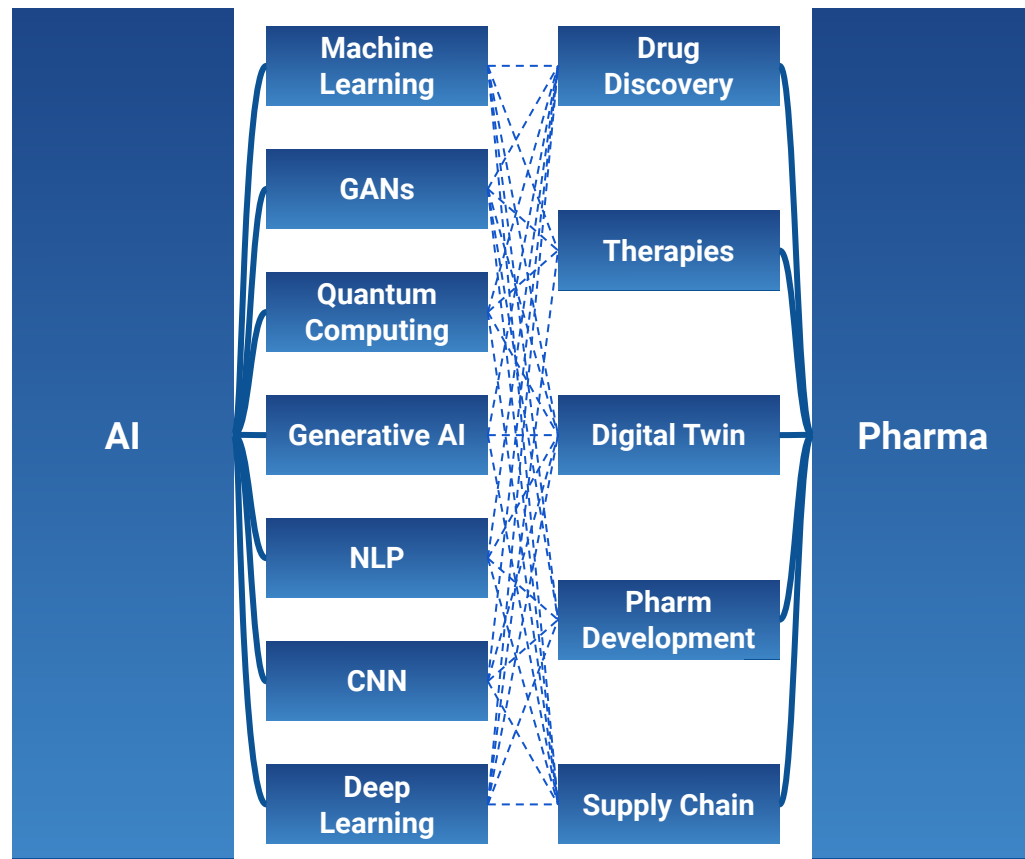 AI
Machine
Learning
GANs
Quantum
Computing
Generative AI
NLP
CNN
Deep
Learning
Drug
Discovery
Therapies
Digital Twin
Pharm
Development
Supply Chain
Pharma